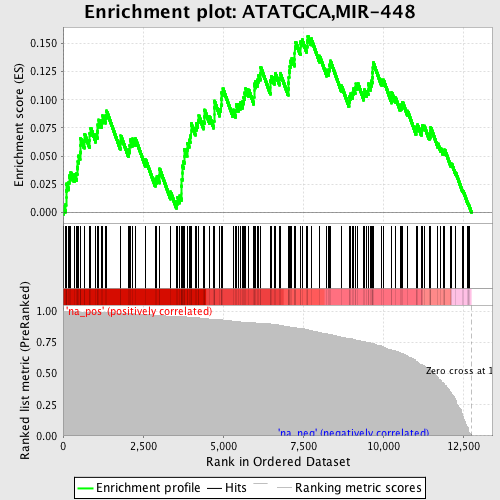 Enrichment plot: ATATGCA,MIR-448
Enrichment score (ES)
0.150
0.125
0.100
0.075
0.050
0.025
0.000
Ranked list metric (PreRanked)
'na_pos' (positively correlated)
1.00
0.75
Zero cross at 1
0.50
0.25
'na_neg' (negatively correlated)
0.00
0
2,500
5,000
7,500
10,000
12,500
Rank in Ordered Dataset
Enrichment profile
Hits
Ranking metric scores